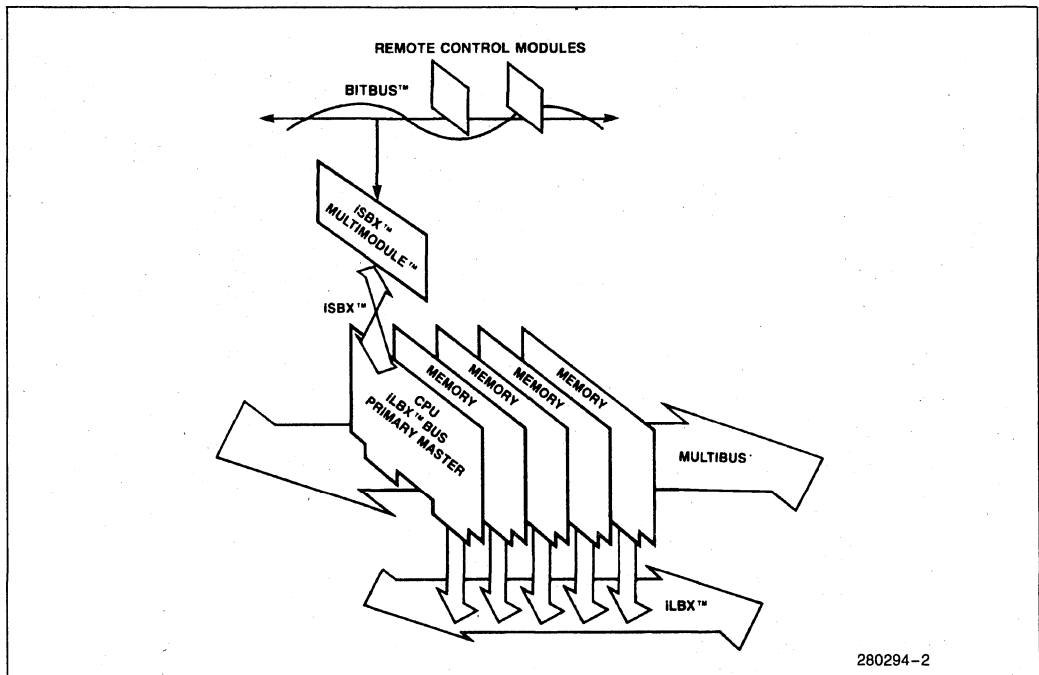 REMOTE CONTROL MODULES
BITBUS™
iSBX™
MULTIMODULE™
iSBX™
MEMORY
MEMORY
MEMORY
MEMORY
CPU
iLBX™ BUS
PRIMARY MASTER
MULTIBUS
iLBX™
280294-2